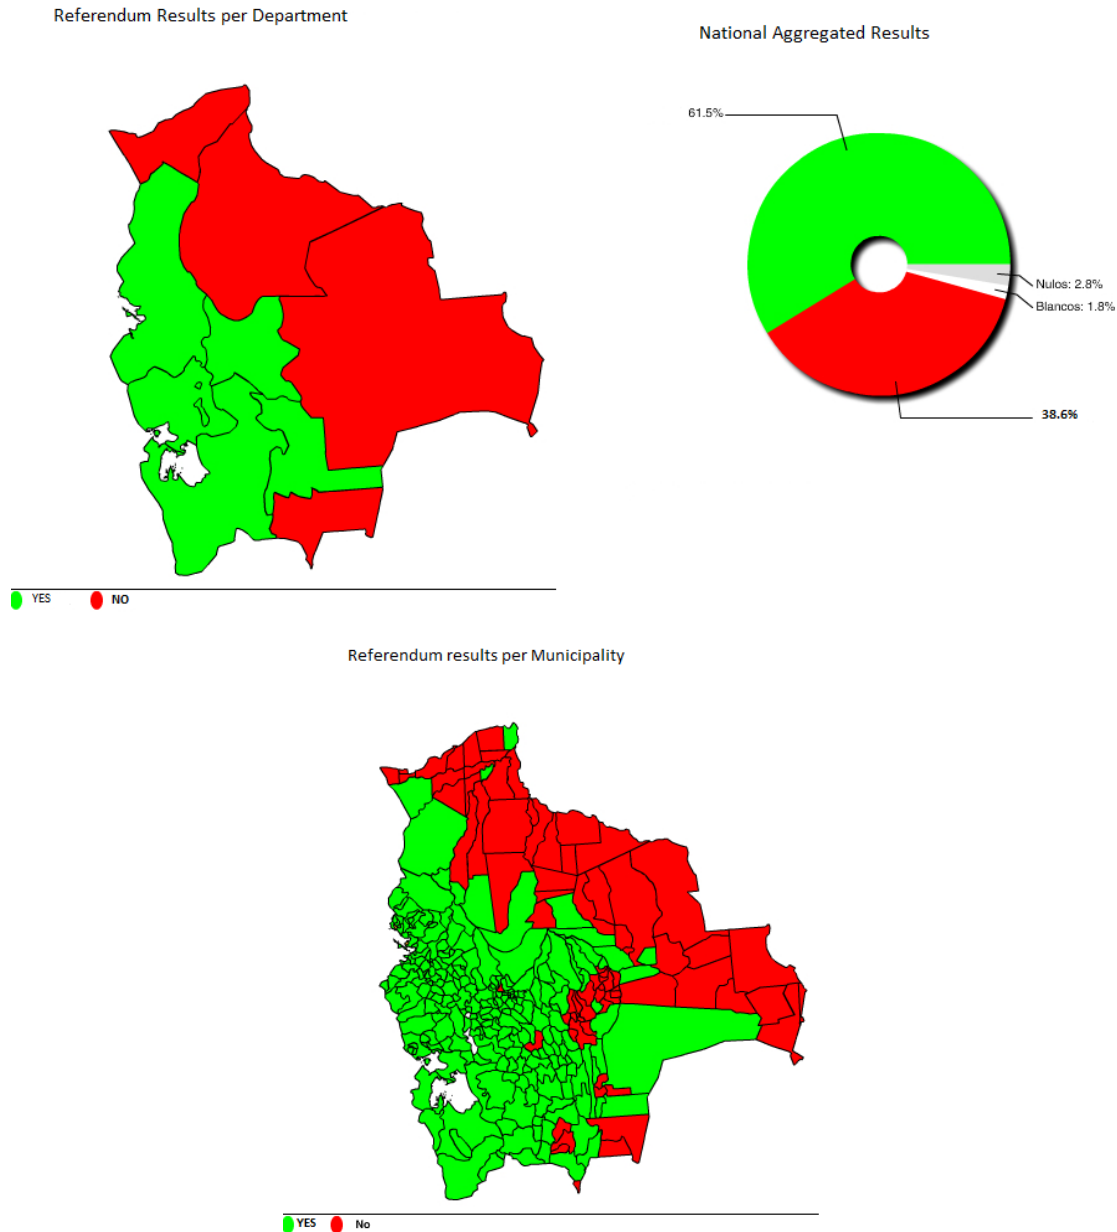 Referendum Results per Department
National Aggregated Results
61.5%
Nulos: 2.8%
Blancos: 1.8%
38.6%
YES NO
Referendum results per Municipality
YES No